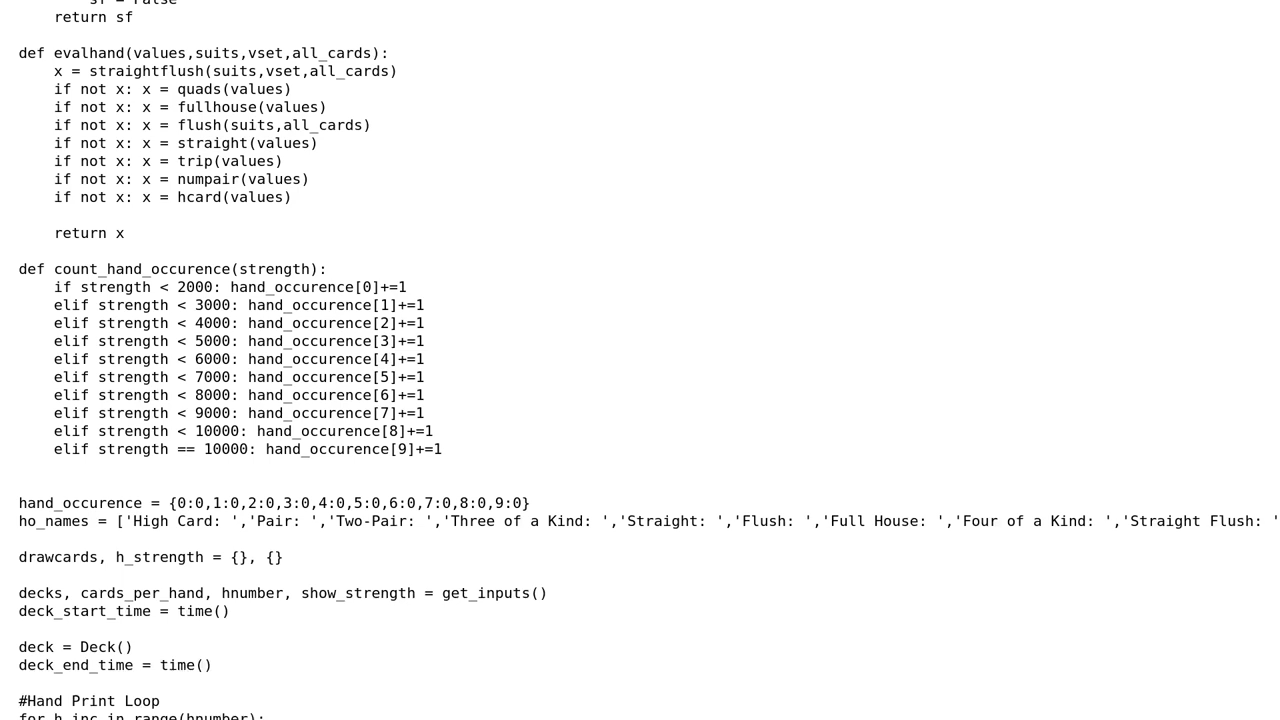 sf = False
    return sf

def evalhand(values,suits,vset,all_cards):
    x = straightflush(suits,vset,all_cards)
    if not x: x = quads(values)
    if not x: x = fullhouse(values)
    if not x: x = flush(suits,all_cards)
    if not x: x = straight(values)
    if not x: x = trip(values)
    if not x: x = numpair(values)
    if not x: x = hcard(values)

    return x

def count_hand_occurence(strength):
    if strength < 2000: hand_occurence[0]+=1
    elif strength < 3000: hand_occurence[1]+=1
    elif strength < 4000: hand_occurence[2]+=1
    elif strength < 5000: hand_occurence[3]+=1
    elif strength < 6000: hand_occurence[4]+=1
    elif strength < 7000: hand_occurence[5]+=1
    elif strength < 8000: hand_occurence[6]+=1
    elif strength < 9000: hand_occurence[7]+=1
    elif strength < 10000: hand_occurence[8]+=1
    elif strength == 10000: hand_occurence[9]+=1


hand_occurence = {0:0,1:0,2:0,3:0,4:0,5:0,6:0,7:0,8:0,9:0}
ho_names = ['High Card: ','Pair: ','Two-Pair: ','Three of a Kind: ','Straight: ','Flush: ','Full House: ','Four of a Kind: ','Straight Flush: '

drawcards, h_strength = {}, {}

decks, cards_per_hand, hnumber, show_strength = get_inputs()
deck_start_time = time()

deck = Deck()
deck_end_time = time()

#Hand Print Loop
for h_inc in range(hnumber):